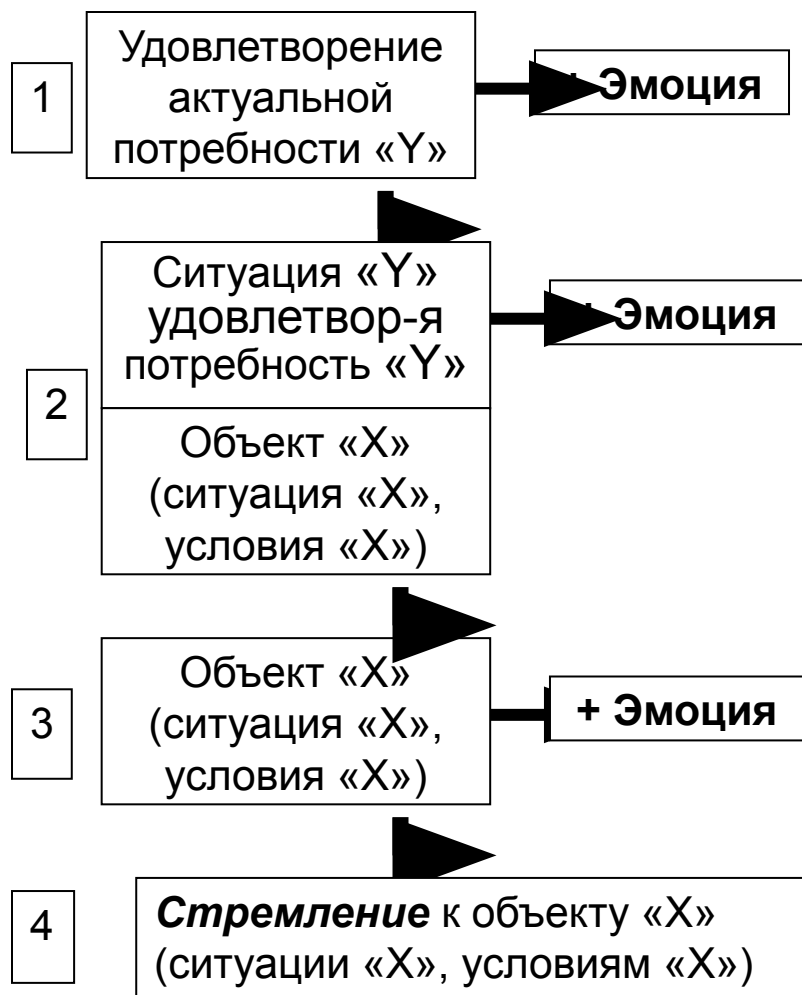 1
Удовлетворение
актуальной
потребности «Y»
+ Эмоция
2
Ситуация «Y»
удовлетвор-я
потребность «Y»
+ Эмоция
Объект «X»
(ситуация «X»,
условия «X»)
3
Объект «X»
(ситуация «X»,
условия «X»)
+ Эмоция
4
Стремление к объекту «X»
(ситуации «X», условиям «X»)